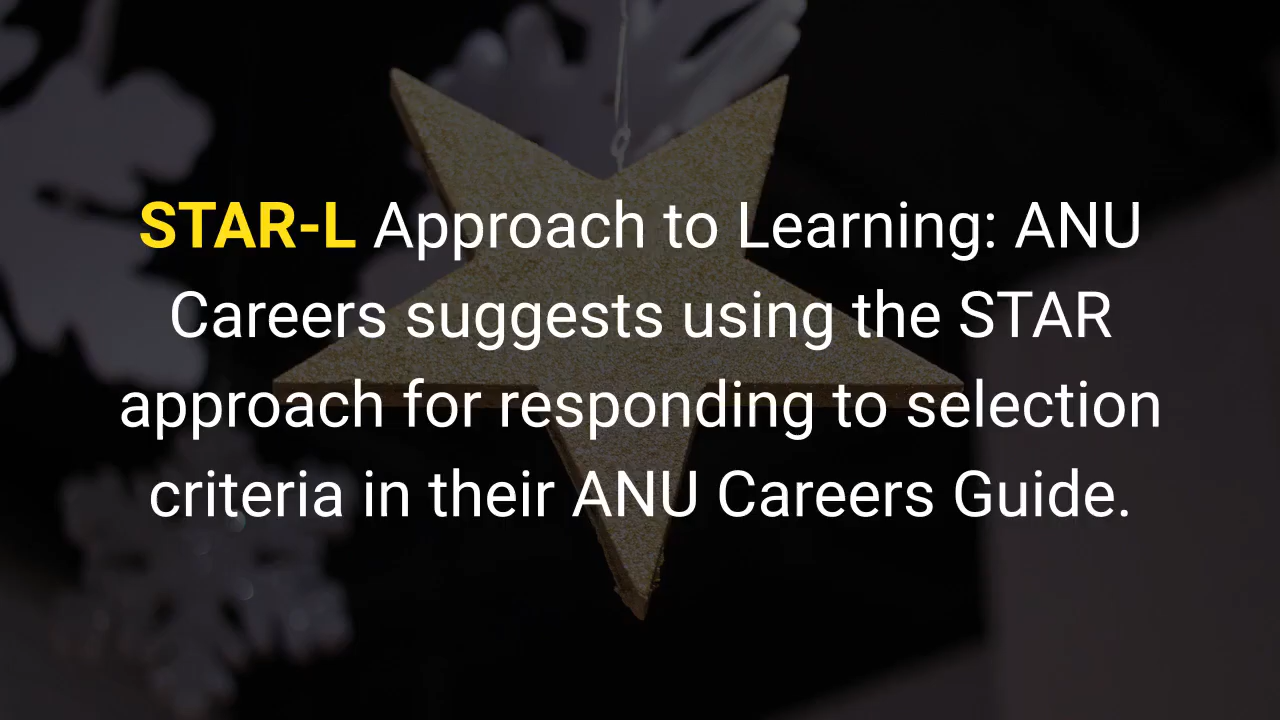 STAR-L Approach to Learning: ANU
Careers suggests using the STAR
approach for responding to selection
criteria in their ANU Careers Guide.